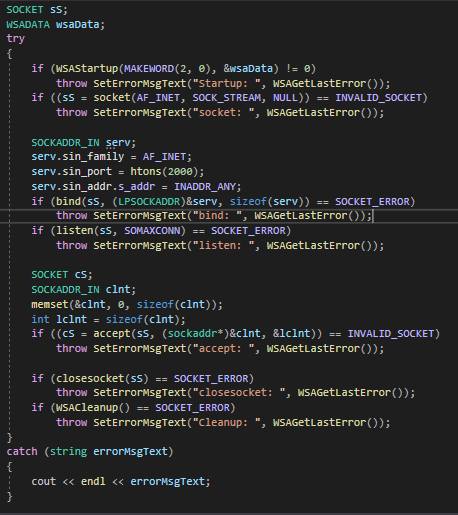 SOCKET sS;
WSADATA wsaData;
try
{
    if (WSAStartup(MAKEWORD(2, 0), &wsaData) != 0)
        throw SetErrorMsgText("Startup: ", WSAGetLastError());
    if ((sS = socket(AF_INET, SOCK_STREAM, NULL)) == INVALID_SOCKET)
        throw SetErrorMsgText("socket: ", WSAGetLastError());

    SOCKADDR_IN serv;
    serv.sin_family = AF_INET;
    serv.sin_port = htons(2000);
    serv.sin_addr.s_addr = INADDR_ANY;
    if (bind(sS, (LPSOCKADDR)&serv, sizeof(serv)) == SOCKET_ERROR)
        throw SetErrorMsgText("bind: ", WSAGetLastError());
    if (listen(sS, SOMAXCONN) == SOCKET_ERROR)
        throw SetErrorMsgText("listen: ", WSAGetLastError());

    SOCKET cS;
    SOCKADDR_IN clnt;
    memset(&clnt, 0, sizeof(clnt));
    int lclnt = sizeof(clnt);
    if ((cS = accept(sS, (sockaddr*)&clnt, &lclnt)) == INVALID_SOCKET)
        throw SetErrorMsgText("accept: ", WSAGetLastError());

    if (closesocket(sS) == SOCKET_ERROR)
        throw SetErrorMsgText("closesocket: ", WSAGetLastError());
    if (WSACleanup() == SOCKET_ERROR)
        throw SetErrorMsgText("Cleanup: ", WSAGetLastError());
}
catch (string errorMsgText)
{
    cout << endl << errorMsgText;
}